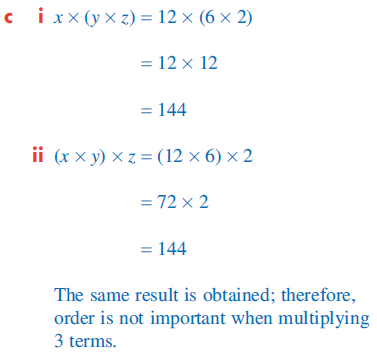 c i x × (y × z) = 12 × (6 × 2)
= 12 × 12
= 144
ii (x × y) × z = (12 × 6) × 2
= 72 × 2
= 144
The same result is obtained; therefore,
order is not important when multiplying
3 terms.